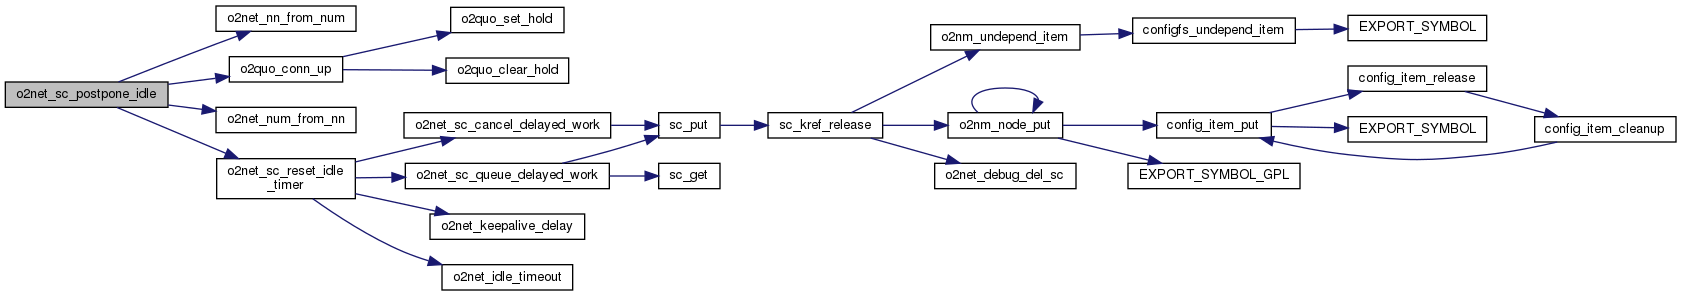 o2net_sc_postpone_idle
o2net_nn_from_num
o2quo_conn_up
o2net_num_from_nn
o2net_sc_reset_idle
_timer
o2quo_set_hold
o2quo_clear_hold
o2net_sc_cancel_delayed_work
o2net_sc_queue_delayed_work
o2net_keepalive_delay
o2net_idle_timeout
sc_put
sc_get
sc_kref_release
o2nm_undepend_item
o2nm_node_put
o2net_debug_del_sc
configfs_undepend_item
config_item_put
EXPORT_SYMBOL_GPL
EXPORT_SYMBOL
config_item_release
EXPORT_SYMBOL
config_item_cleanup